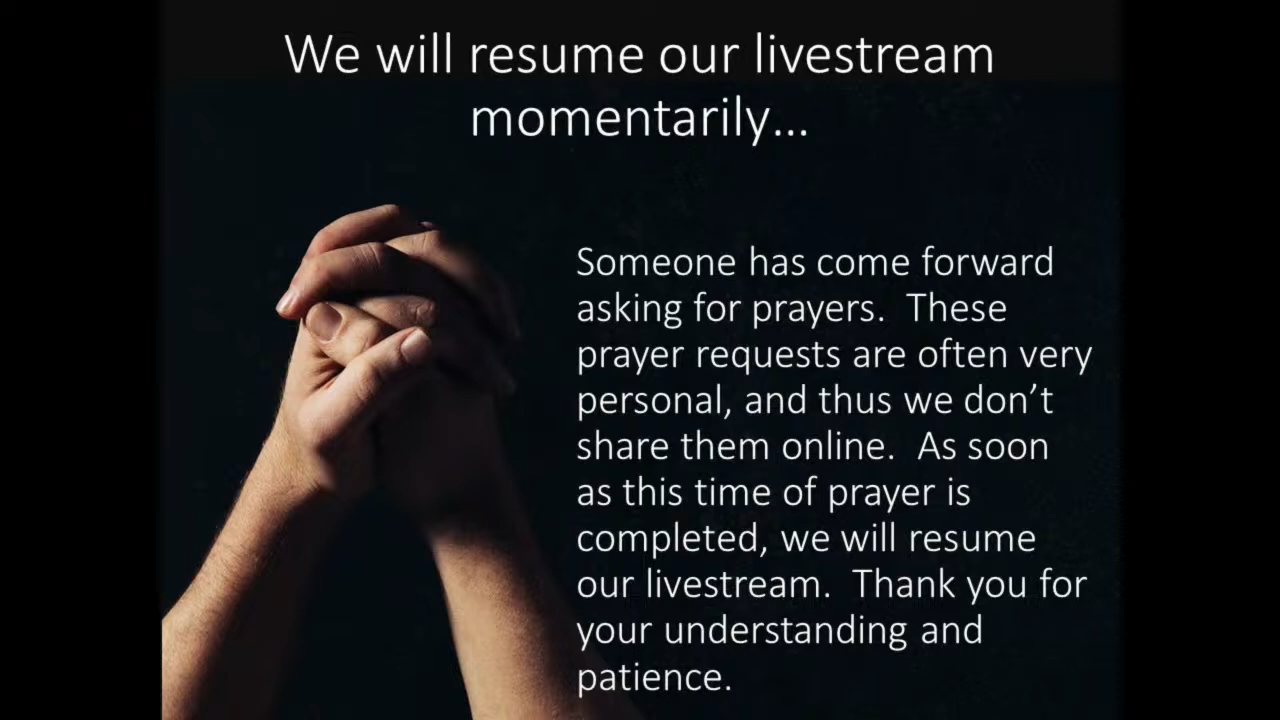 We will resume our livestream
momentarily...
Someone has come forward
asking for prayers.  These
prayer requests are often very
personal, and thus we don’t
share them online.  As soon
as this time of prayer is
completed, we will resume
our livestream.  Thank you for
your understanding and
patience.